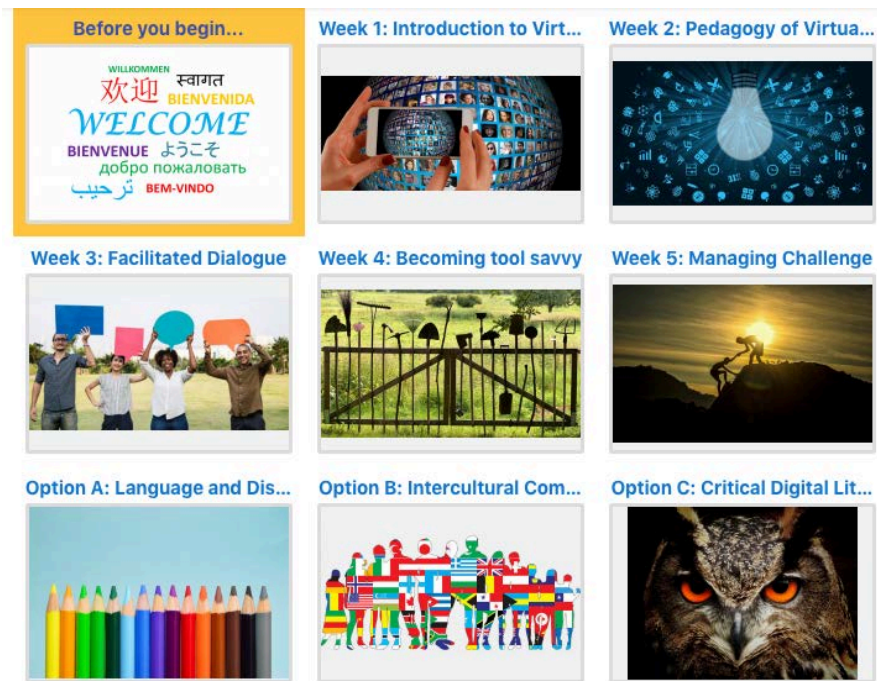 Before you begin...
WILLKOMMEN
欢迎 स्वागत
BIENVENIDA
WELCOME
BIENVENUE ようこそ
добро пожаловать
ترحيب BEM-VINDO
Week 1: Introduction to Virt...
Week 2: Pedagogy of Virtua...
Week 3: Facilitated Dialogue
Week 4: Becoming tool savvy
Week 5: Managing Challenge
Option A: Language and Dis...
Option B: Intercultural Com...
Option C: Critical Digital Lit...